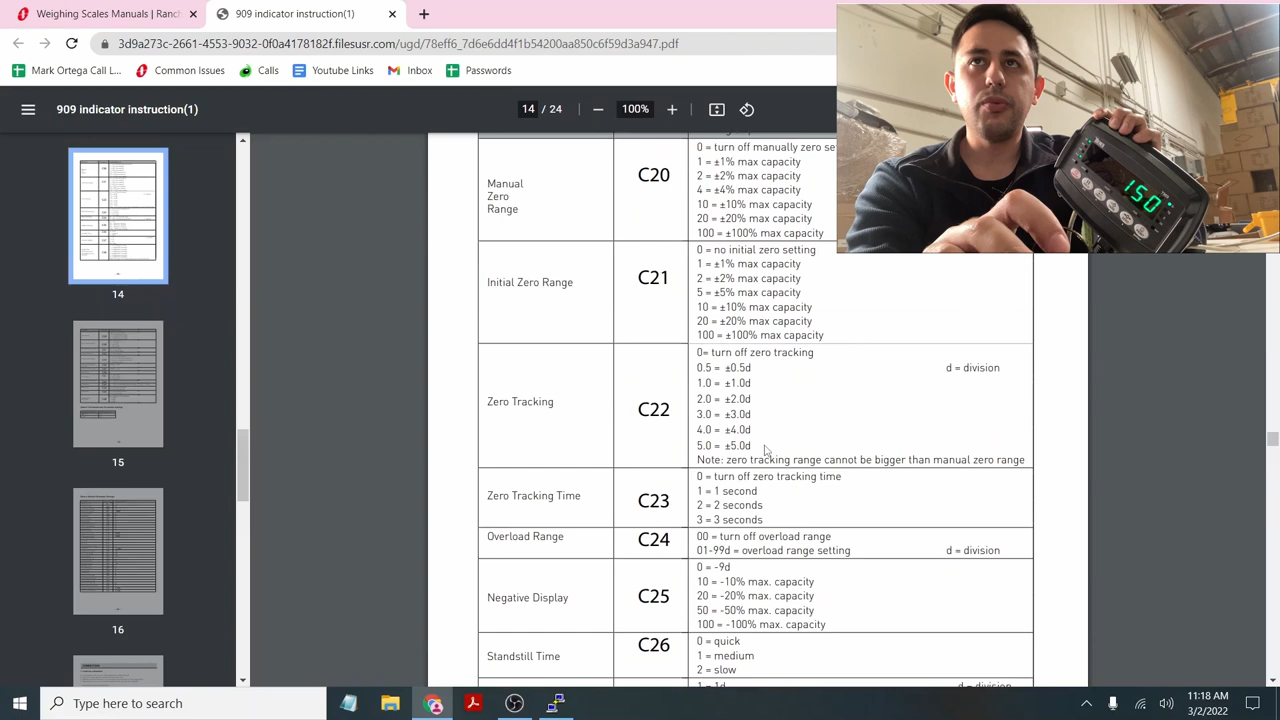 Weighing Scales Manuals | Ranch
909 indicator instruction(1)
3d9a273c-2661-4553-9032-0f0a4178102f.filesusr.com/ugd/78eff6_7d6e6dd4f1b54200aa850c6f59d3a947.pdf
Mark Ortega Call L...
Common Issues
Calls
Youtube Links
Inbox
Passwords
909 indicator instruction(1)
14 / 24
100%
14
15
16
Manual
Zero
Range
C20
0 = turn off manually zero se
1 = ±1% max capacity
2 = ±2% max capacity
4 = ±4% max capacity
10 = ±10% max capacity
20 = ±20% max capacity
100 = ±100% max capacity
Initial Zero Range
C21
0 = no initial zero setting
1 = ±1% max capacity
2 = ±2% max capacity
5 = ±5% max capacity
10 = ±10% max capacity
20 = ±20% max capacity
100 = ±100% max capacity
Zero Tracking
C22
0= turn off zero tracking
0.5 = ±0.5d d = division
1.0 = ±1.0d
2.0 = ±2.0d
3.0 = ±3.0d
4.0 = ±4.0d
5.0 = ±5.0d
Note: zero tracking range cannot be bigger than manual zero range
Zero Tracking Time
C23
0 = turn off zero tracking time
1 = 1 second
2 = 2 seconds
3 = 3 seconds
Overload Range
C24
00 = turn off overload range
01-99d = overload range setting d = division
Negative Display
C25
0 = -9d
10 = -10% max. capacity
20 = -20% max. capacity
50 = -50% max. capacity
100 = -100% max. capacity
Standstill Time
C26
0 = quick
1 = medium
2 = slow
1 = 1d d = division
150
Type here to search
11:18 AM
3/2/2022